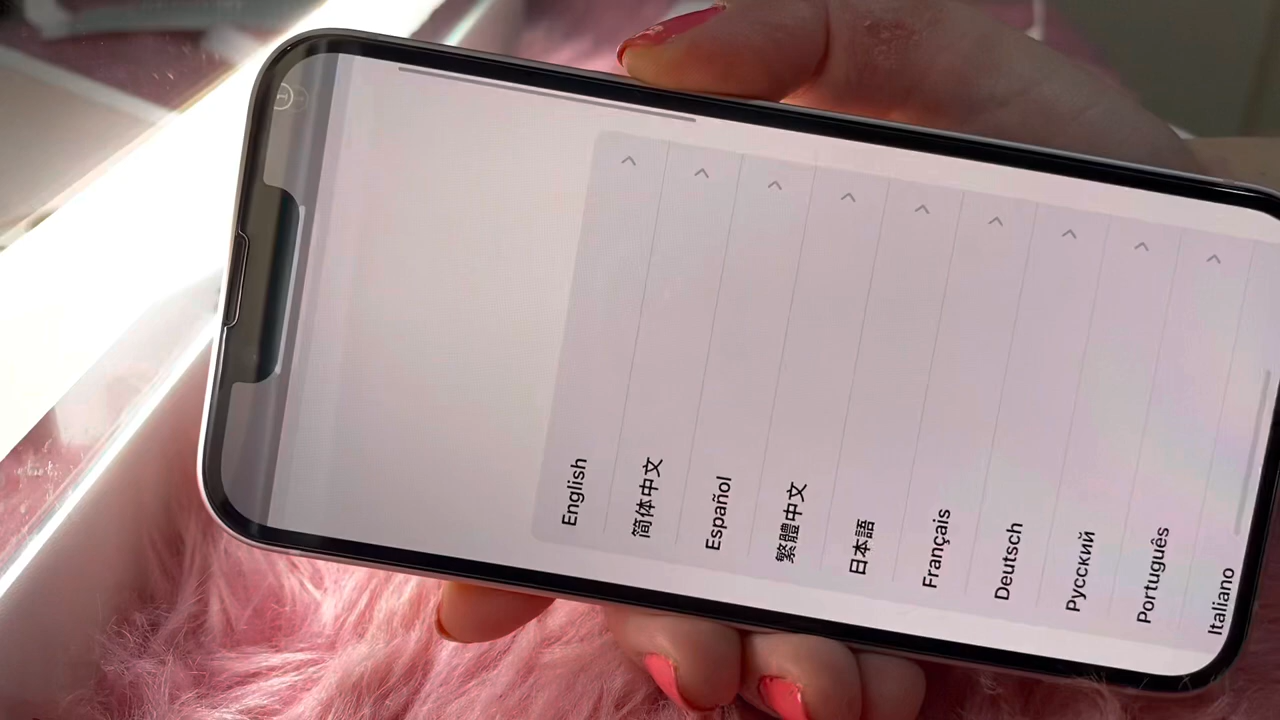 English
简体中文
Español
繁體中文
日本語
Français
Deutsch
Русский
Português
Italiano